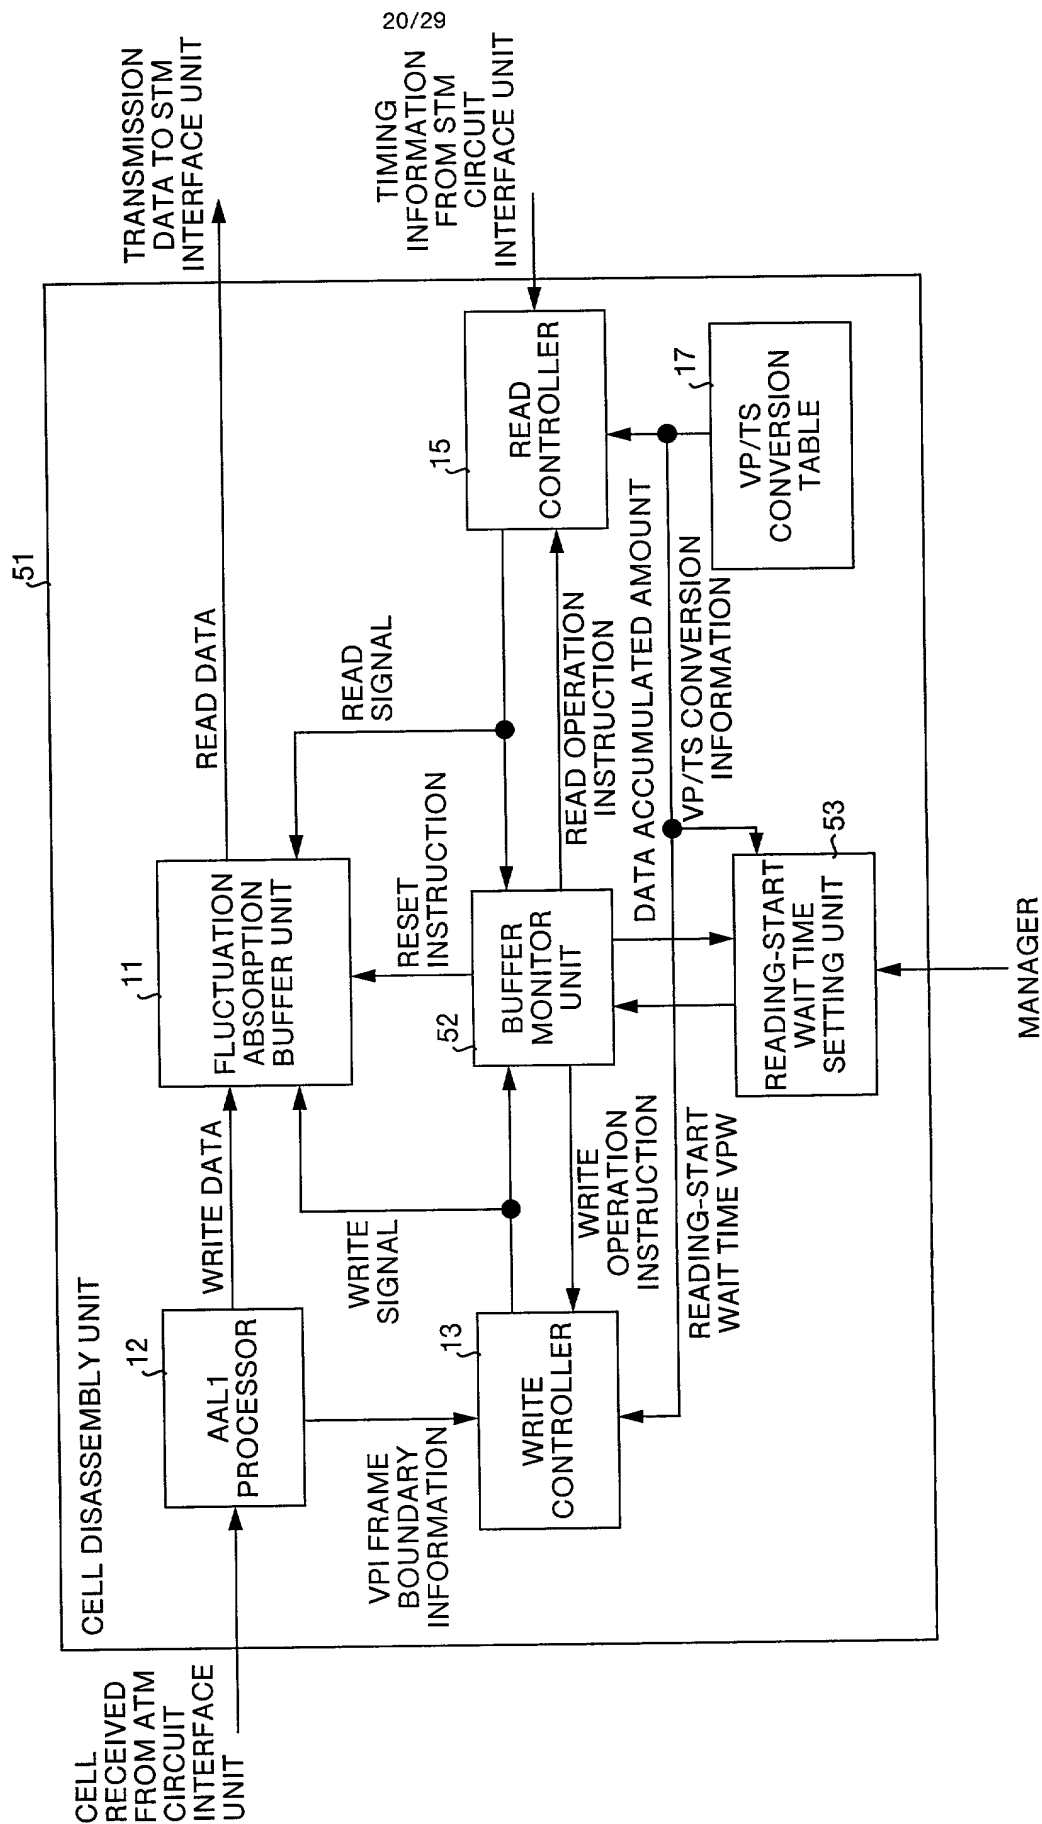 20/29
CELL DISASSEMBLY UNIT
51
CELL
RECEIVED
FROM ATM
CIRCUIT
INTERFACE
UNIT
12
AAL1
PROCESSOR
WRITE DATA
11
FLUCTUATION
ABSORPTION
BUFFER UNIT
READ DATA
TRANSMISSION
DATA TO STM
INTERFACE UNIT
VPI FRAME
BOUNDARY
INFORMATION
WRITE
SIGNAL
RESET
INSTRUCTION
READ
SIGNAL
TIMING
INFORMATION
FROM STM
CIRCUIT
INTERFACE UNIT
13
WRITE
CONTROLLER
52
BUFFER
MONITOR
UNIT
15
READ
CONTROLLER
WRITE
OPERATION
INSTRUCTION
READ OPERATION
INSTRUCTION
DATA ACCUMULATED AMOUNT
READING-START
WAIT TIME VPW
VP/TS CONVERSION
INFORMATION
17
VP/TS
CONVERSION
TABLE
53
READING-START
WAIT TIME
SETTING UNIT
MANAGER